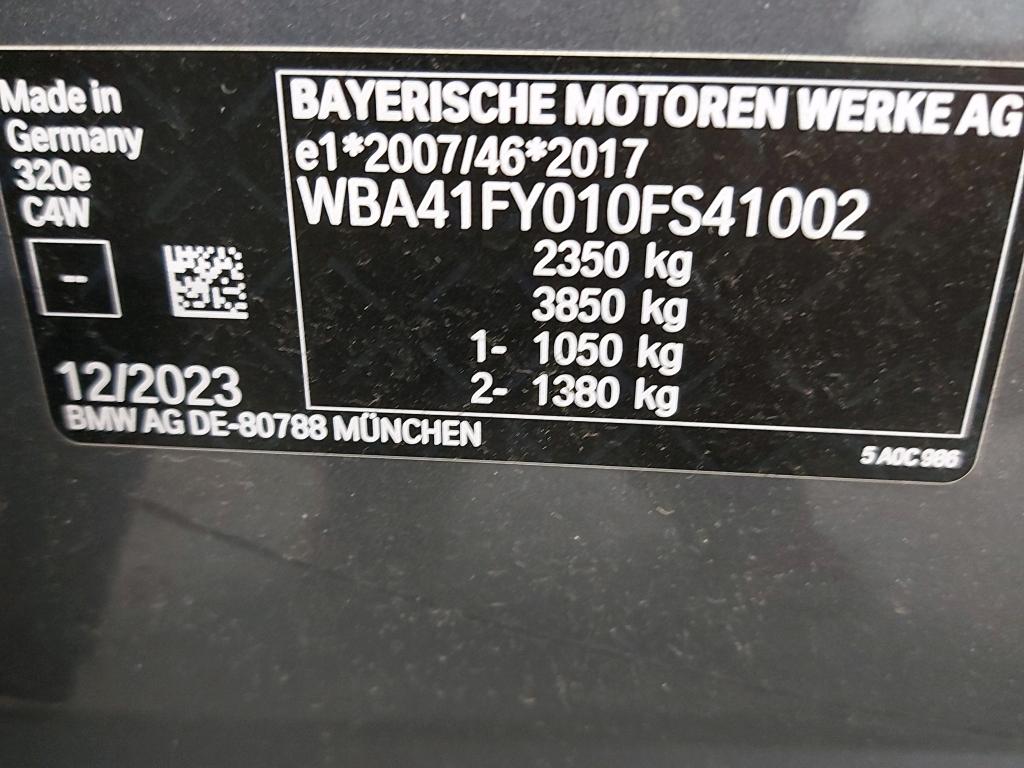 Made in
Germany
320e
C4W
--
12/2023
BMW AG DE-80788 MÜNCHEN
BAYERISCHE MOTOREN WERKE AG
e1*2007/46*2017
WBA41FY010FS41002
2350 kg
3850 kg
1- 1050 kg
2- 1380 kg
5 A0C 986